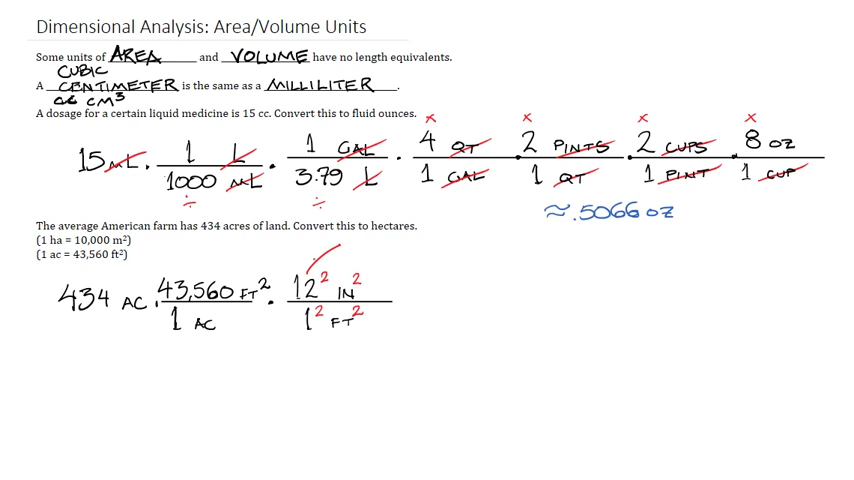 Dimensional Analysis: Area/Volume Units
Some units of AREA and VOLUME have no length equivalents.
CUBIC
A CENTIMETER is the same as a MILLILITER.
cc cm³
A dosage for a certain liquid medicine is 15 cc. Convert this to fluid ounces.
× × × ×
15 mL · 1 L / 1000 mL · 1 GAL / 3.79 L · 4 QT / 1 GAL · 2 PINTS / 1 QT · 2 CUPS / 1 PINT · 8 OZ / 1 CUP
÷ ÷
≈ .5066 OZ
The average American farm has 434 acres of land. Convert this to hectares.
(1 ha = 10,000 m²)
(1 ac = 43,560 ft²)
434 AC · 43,560 FT² / 1 AC · 12² IN² / 1² FT²